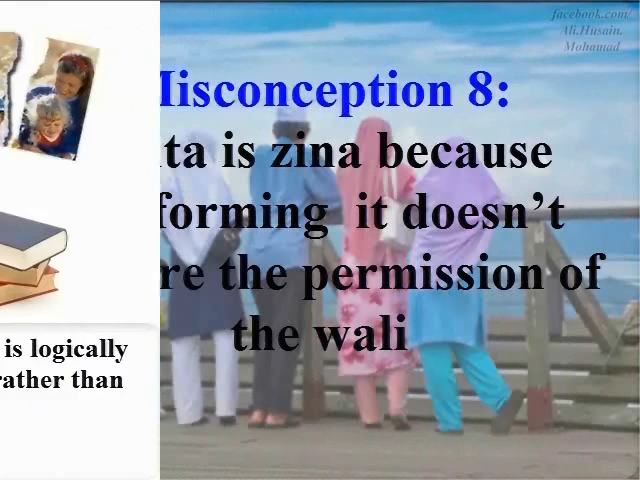 facebook.com/
Ali.Husain.
Mohamad
Misconception 8:
ta is zina because
forming it doesn't
re the permission of
the wali
is logically
rather than